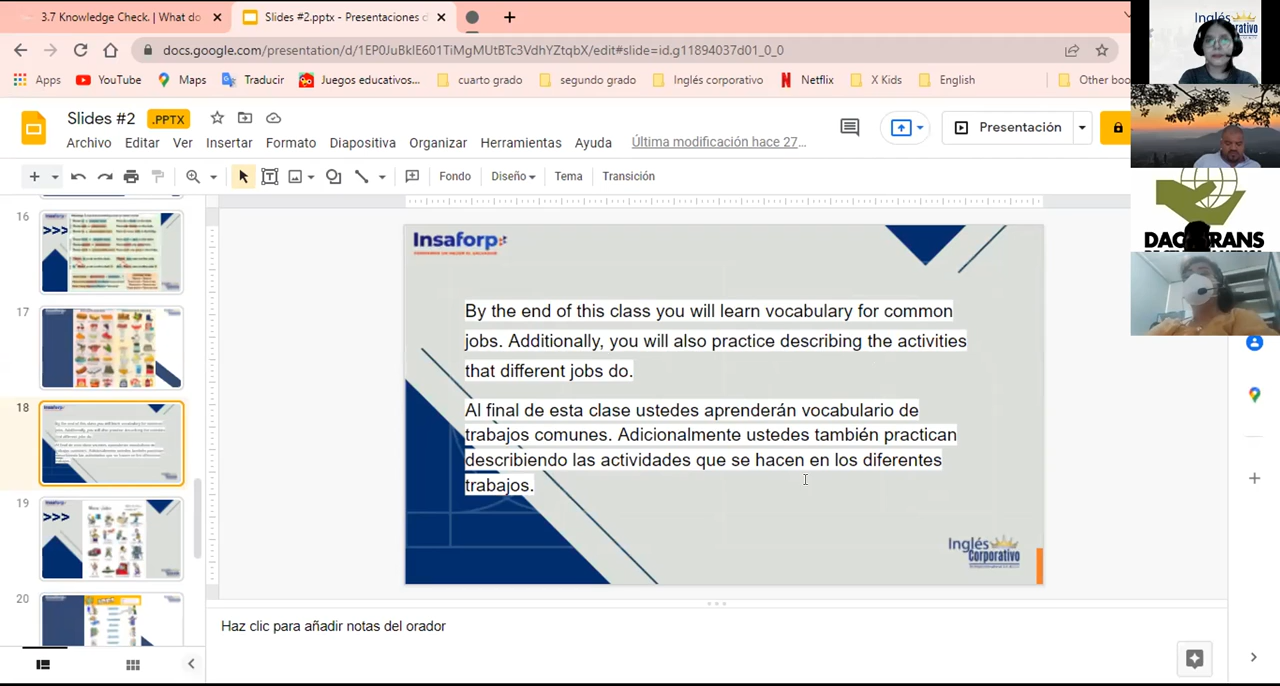 3.7 Knowledge Check. | What do
Slides #2.pptx - Presentaciones d
docs.google.com/presentation/d/1EP0JuBklE601TiMgMUtBTc3VdhYZtqbX/edit#slide=id.g11894037d01_0_0
Apps YouTube Maps Traducir Juegos educativos... cuarto grado segundo grado Inglés corporativo Netflix X Kids English Other boo
Slides #2 .PPTX
Archivo Editar Ver Insertar Formato Diapositiva Organizar Herramientas Ayuda Última modificación hace 27...
Presentación
Fondo Diseño Tema Transición
Inglés
DAC TRANS
16
17
18
19
20
Insaforp
By the end of this class you will learn vocabulary for common
jobs. Additionally, you will also practice describing the activities
that different jobs do.
Al final de esta clase ustedes aprenderán vocabulario de
trabajos comunes. Adicionalmente ustedes también practican
describiendo las actividades que se hacen en los diferentes
trabajos.
Inglés
Corporativo
Haz clic para añadir notas del orador